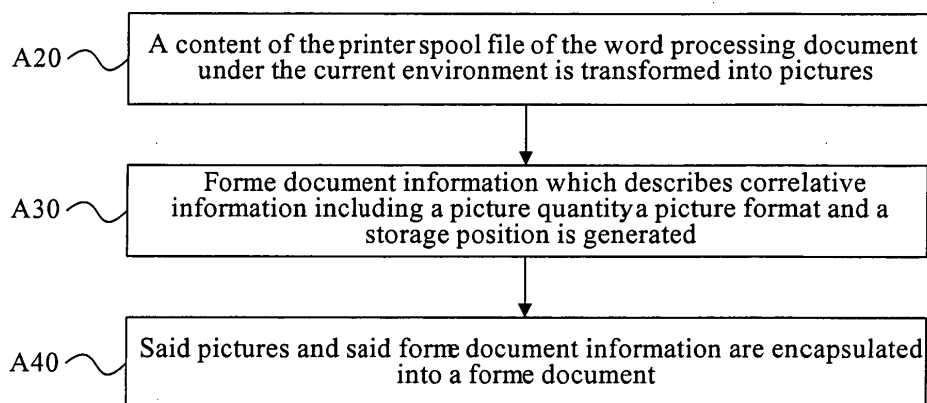 A20
A content of the printer spool file of the word processing document
under the current environment is transformed into pictures
A30
Forme document information which describes correlative
information including a picture quantity a picture format and a
storage position is generated
A40
Said pictures and said forme document information are encapsulated
into a forme document